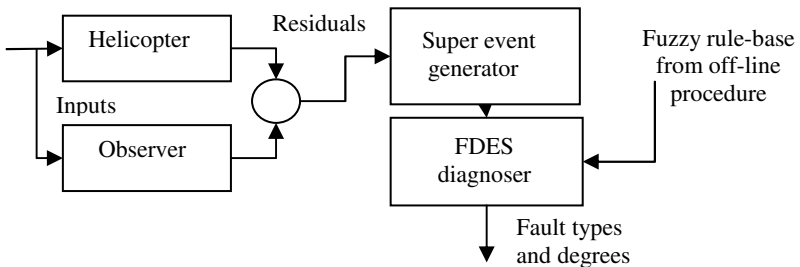 Residuals
Helicopter
Super event
generator
Fuzzy rule-base
from off-line
procedure
Inputs
Observer
FDES
diagnoser
Fault types
and degrees